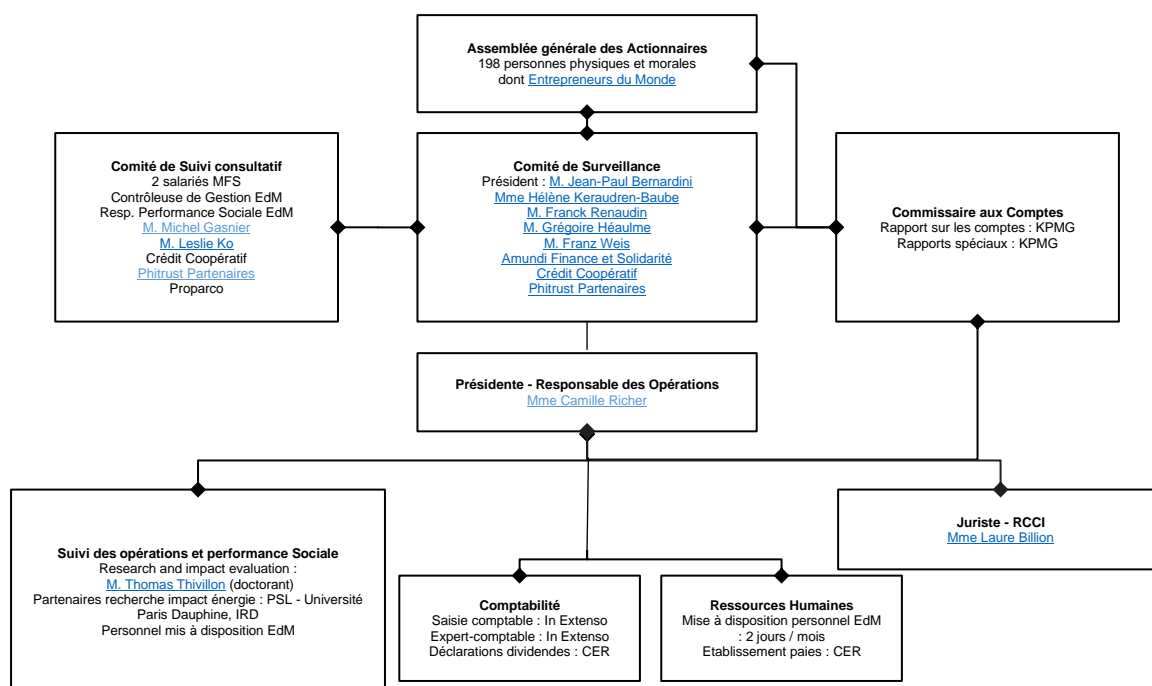 Assemblée générale des Actionnaires
198 personnes physiques et morales
dont Entrepreneurs du Monde
Comité de Suivi consultatif
2 salariés MFS
Contrôleuse de Gestion EdM
Resp. Performance Sociale EdM
M. Michel Gasnier
M. Leslie Ko
Crédit Coopératif
Phitrust Partenaires
Proparco
Comité de Surveillance
Président : M. Jean-Paul Bernardini
Mme Hélène Keraudren-Baube
M. Franck Renaudin
M. Grégoire Héaulme
M. Franz Weis
Amundi Finance et Solidarité
Crédit Coopératif
Phitrust Partenaires
Commissaire aux Comptes
Rapport sur les comptes : KPMG
Rapports spéciaux : KPMG
Présidente - Responsable des Opérations
Mme Camille Richer
Suivi des opérations et performance Sociale
Research and impact evaluation :
M. Thomas Thivillon (doctorant)
Partenaires recherche impact énergie : PSL - Université
Paris Dauphine, IRD
Personnel mis à disposition EdM
Comptabilité
Saisie comptable : In Extenso
Expert-comptable : In Extenso
Déclarations dividendes : CER
Ressources Humaines
Mise à disposition personnel EdM
: 2 jours / mois
Etablissement paies : CER
Juriste - RCCI
Mme Laure Billion